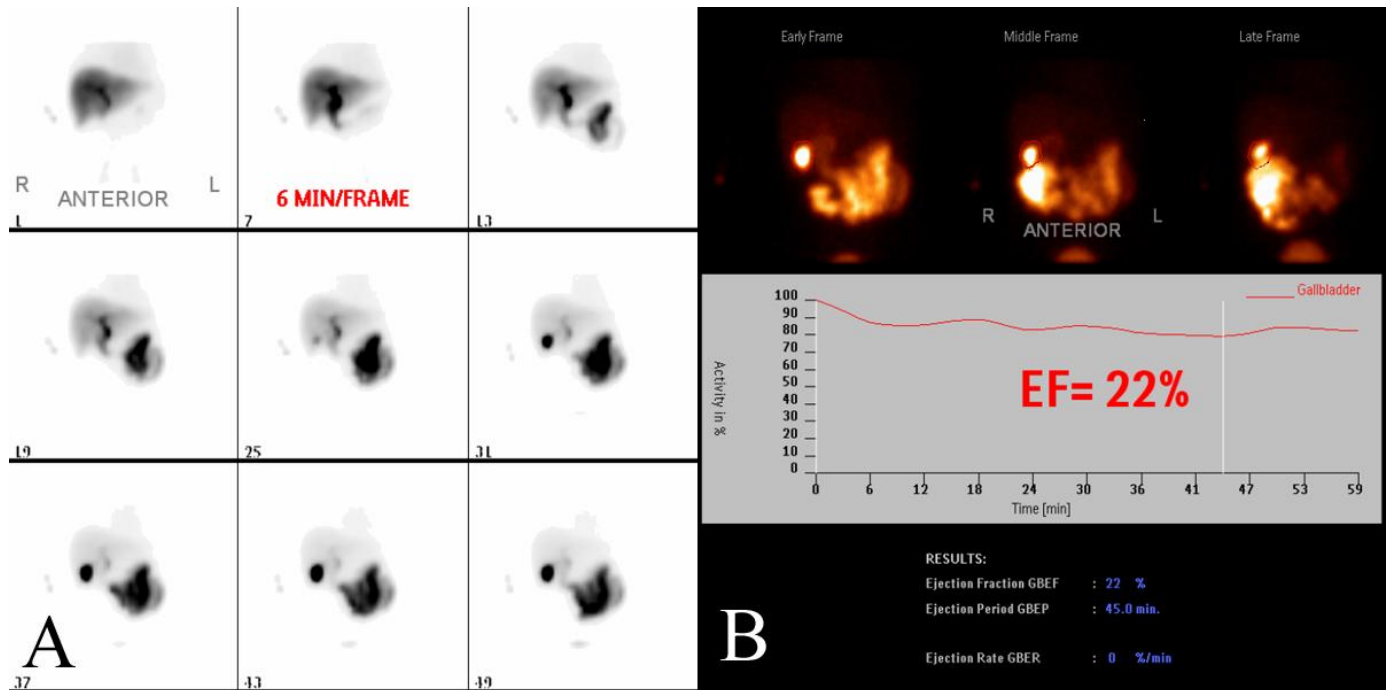 R ANTERIOR L
1
6 MIN/FRAME
7
13
19
25
31
37
43
49
A
Early Frame Middle Frame Late Frame
R ANTERIOR L
Gallbladder
100
90
80
70
60
50
40
30
20
10
0
Activity in %
EF= 22%
0 6 12 18 24 30 36 41 47 53 59
Time [min]
RESULTS:
Ejection Fraction GBEF : 22 %
Ejection Period GBEP : 45.0 min.
Ejection Rate GBER : 0 %/min
B